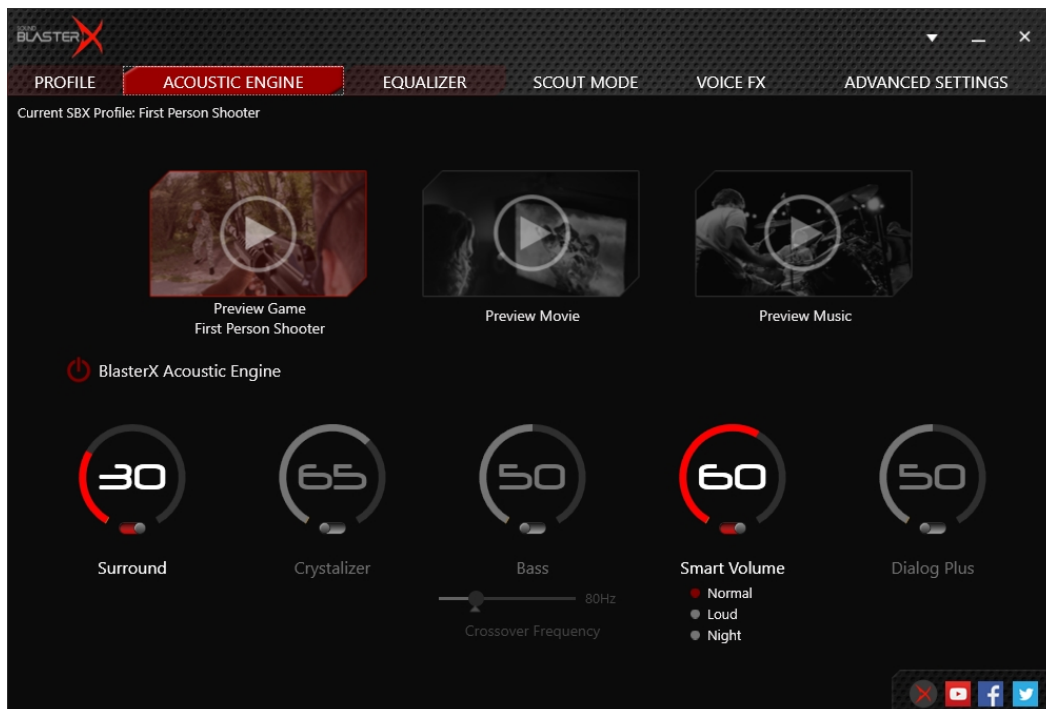 SOUND
BLASTERX
PROFILE
ACOUSTIC ENGINE
EQUALIZER
SCOUT MODE
VOICE FX
ADVANCED SETTINGS
Current SBX Profile: First Person Shooter
Preview Game
First Person Shooter
Preview Movie
Preview Music
BlasterX Acoustic Engine
30
65
50
60
50
Surround
Crystalizer
Bass
Smart Volume
Dialog Plus
80Hz
Crossover Frequency
Normal
Loud
Night